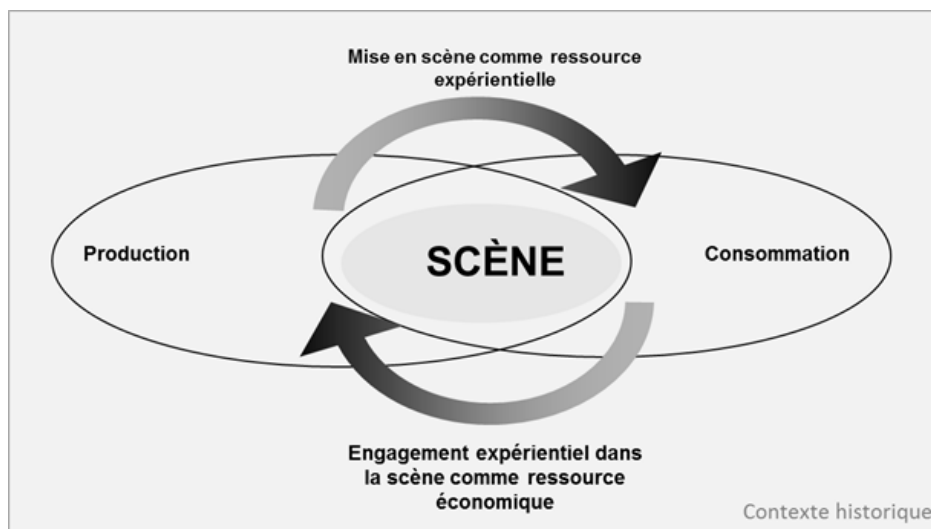 Mise en scène comme ressource
expérientielle
Production
SCÈNE
Consommation
Engagement expérientiel dans
la scène comme ressource
économique
Contexte historique